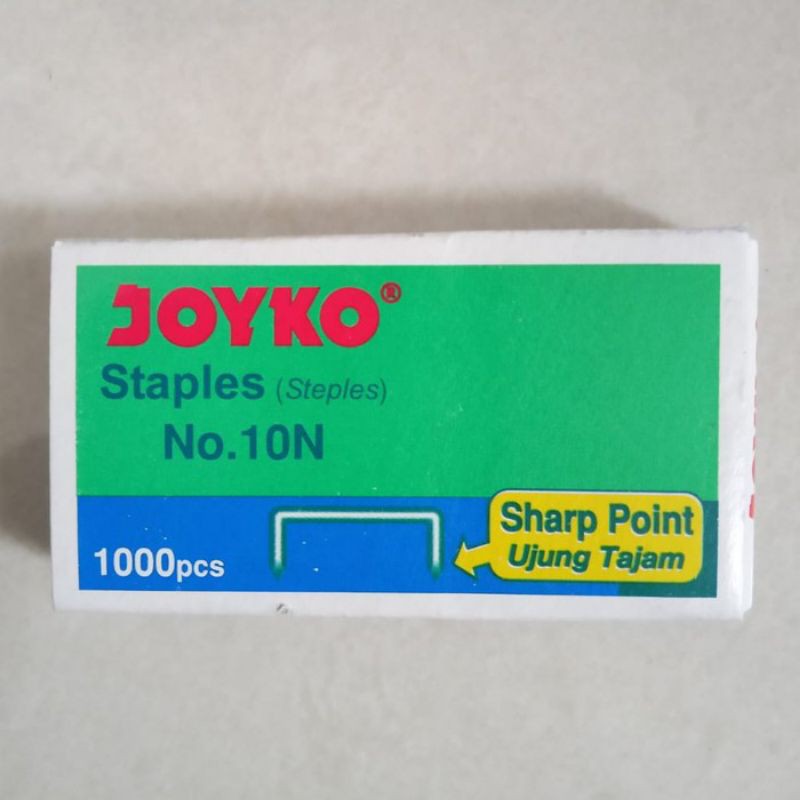 JOYKO®
Staples (Steples)
No.10N
1000pcs
Sharp Point
Ujung Tajam